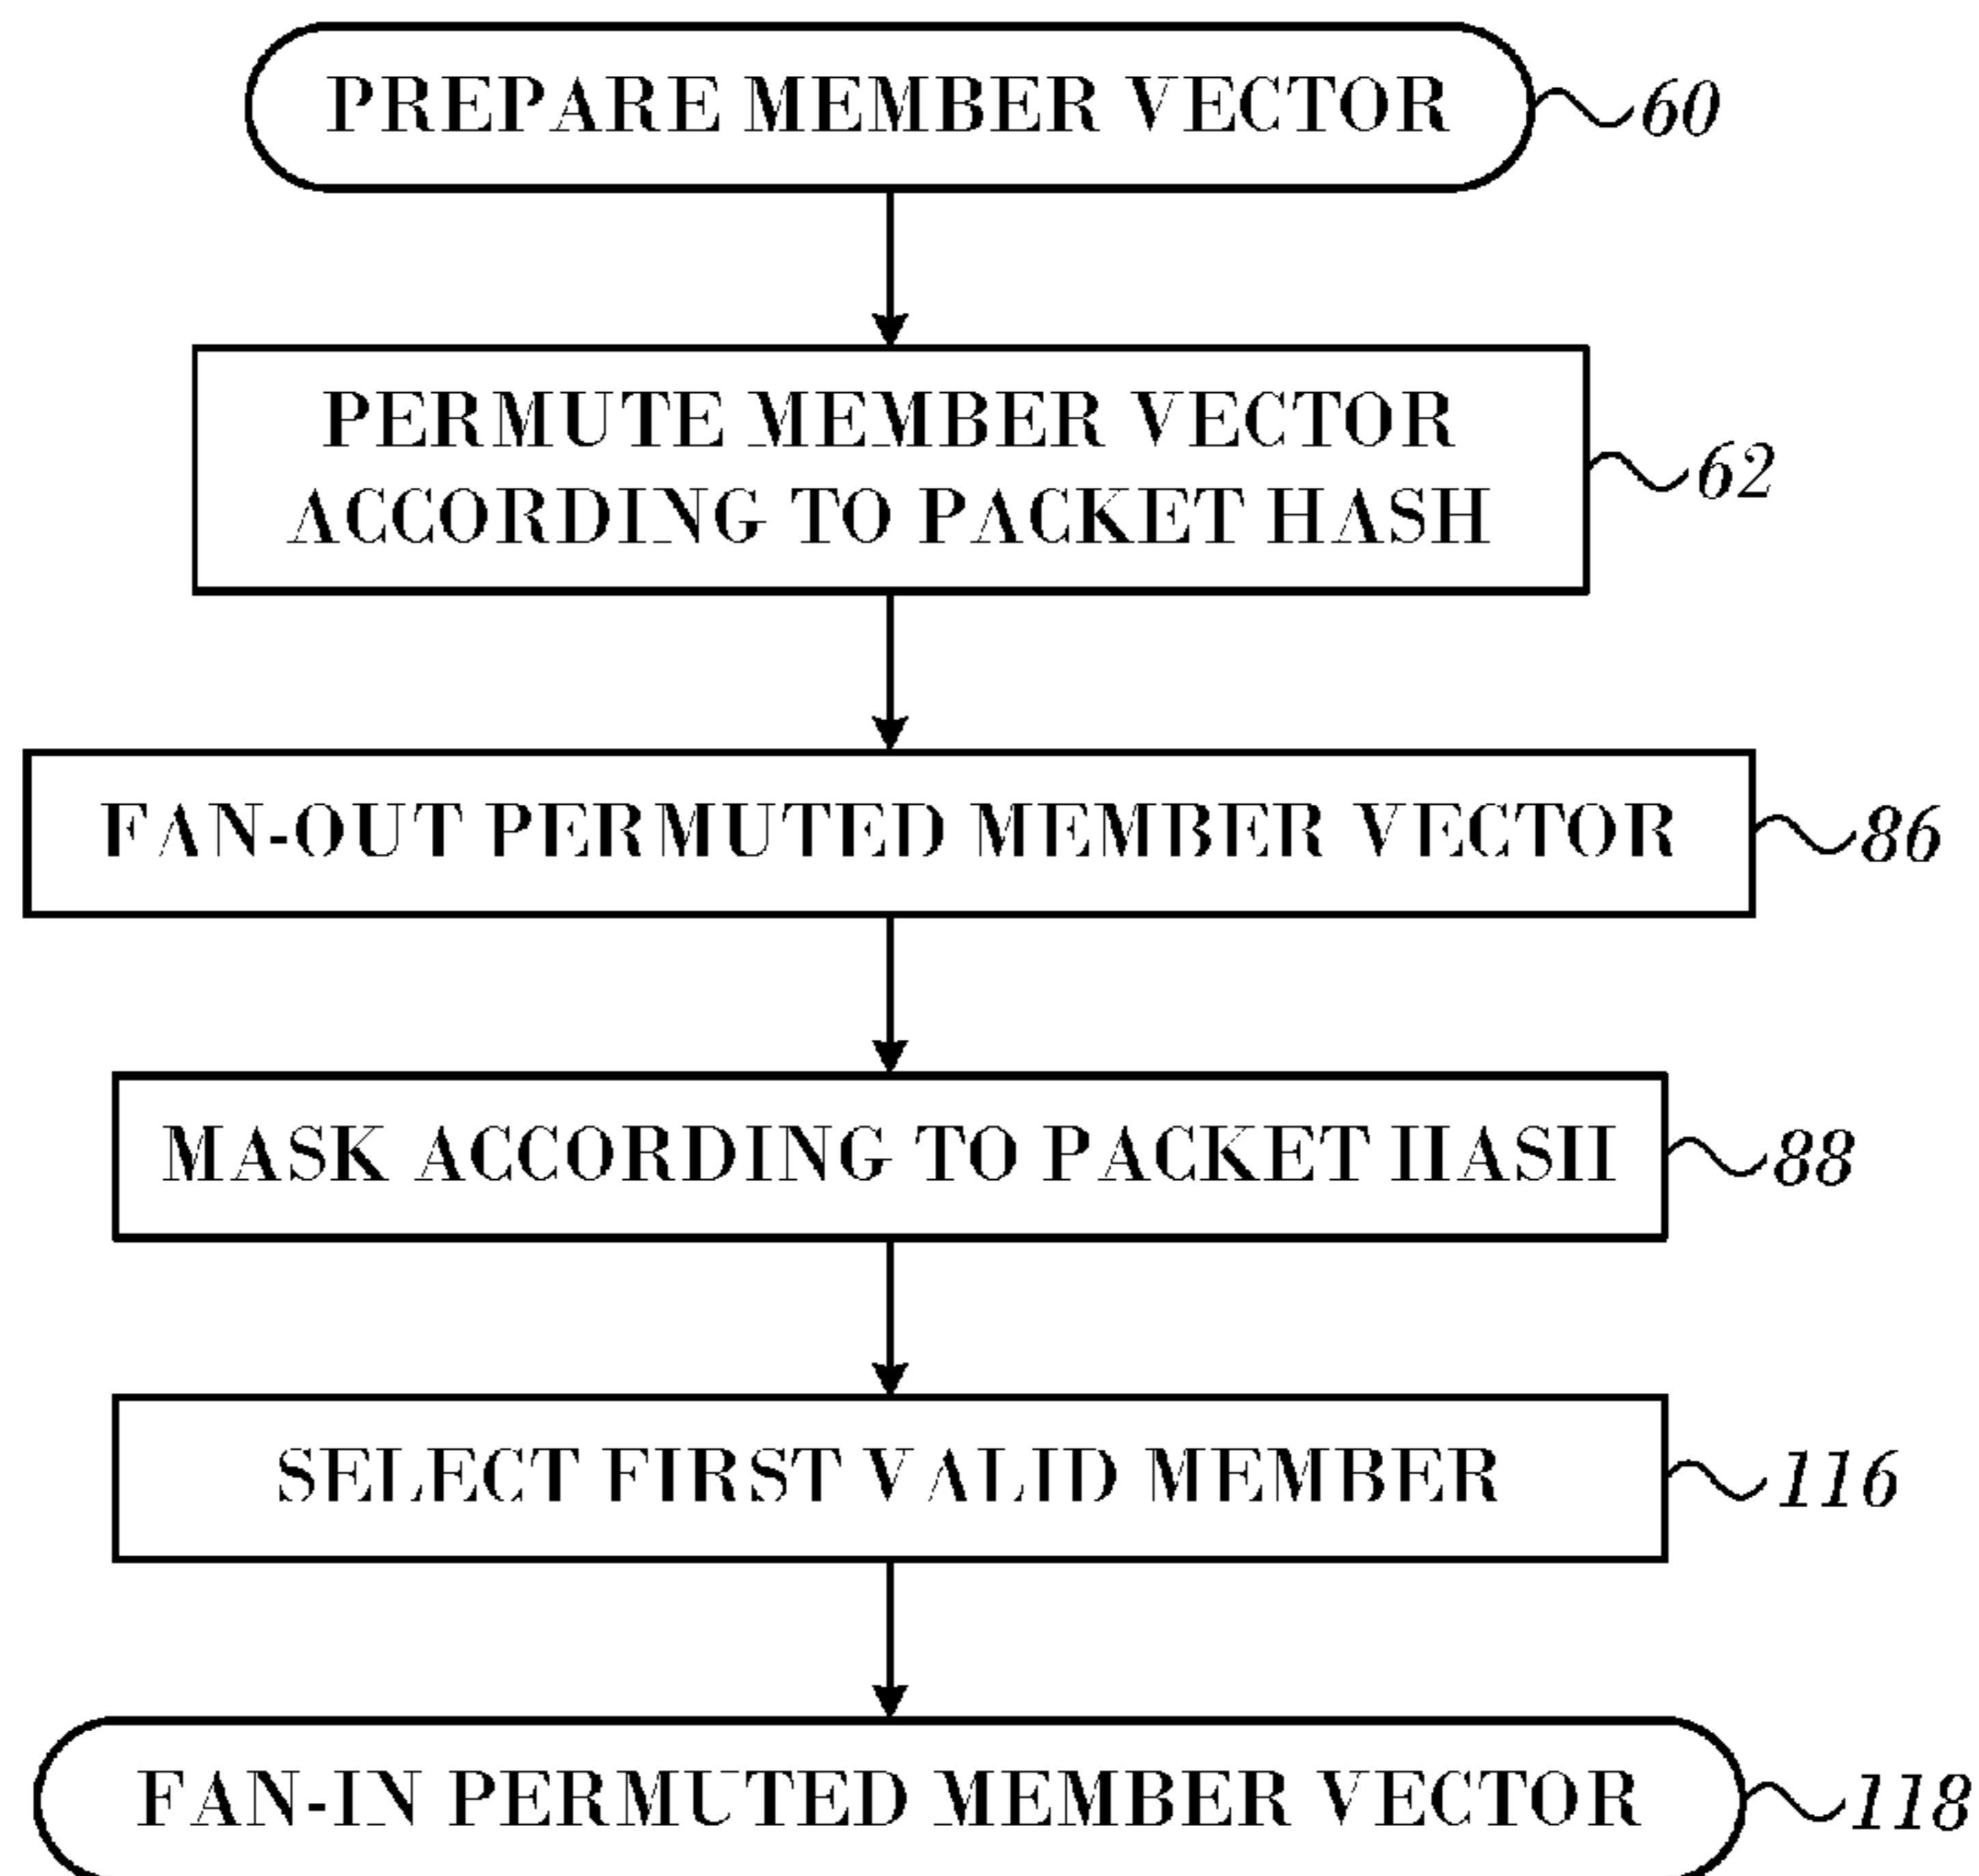 PREPARE MEMBER VECTOR
60
PERMUTE MEMBER VECTOR
ACCORDING TO PACKET HASH
62
FAN-OUT PERMUTED MEMBER VECTOR
86
MASK ACCORDING TO PACKET HASH
88
SELECT FIRST VALID MEMBER
116
FAN-IN PERMUTED MEMBER VECTOR
118